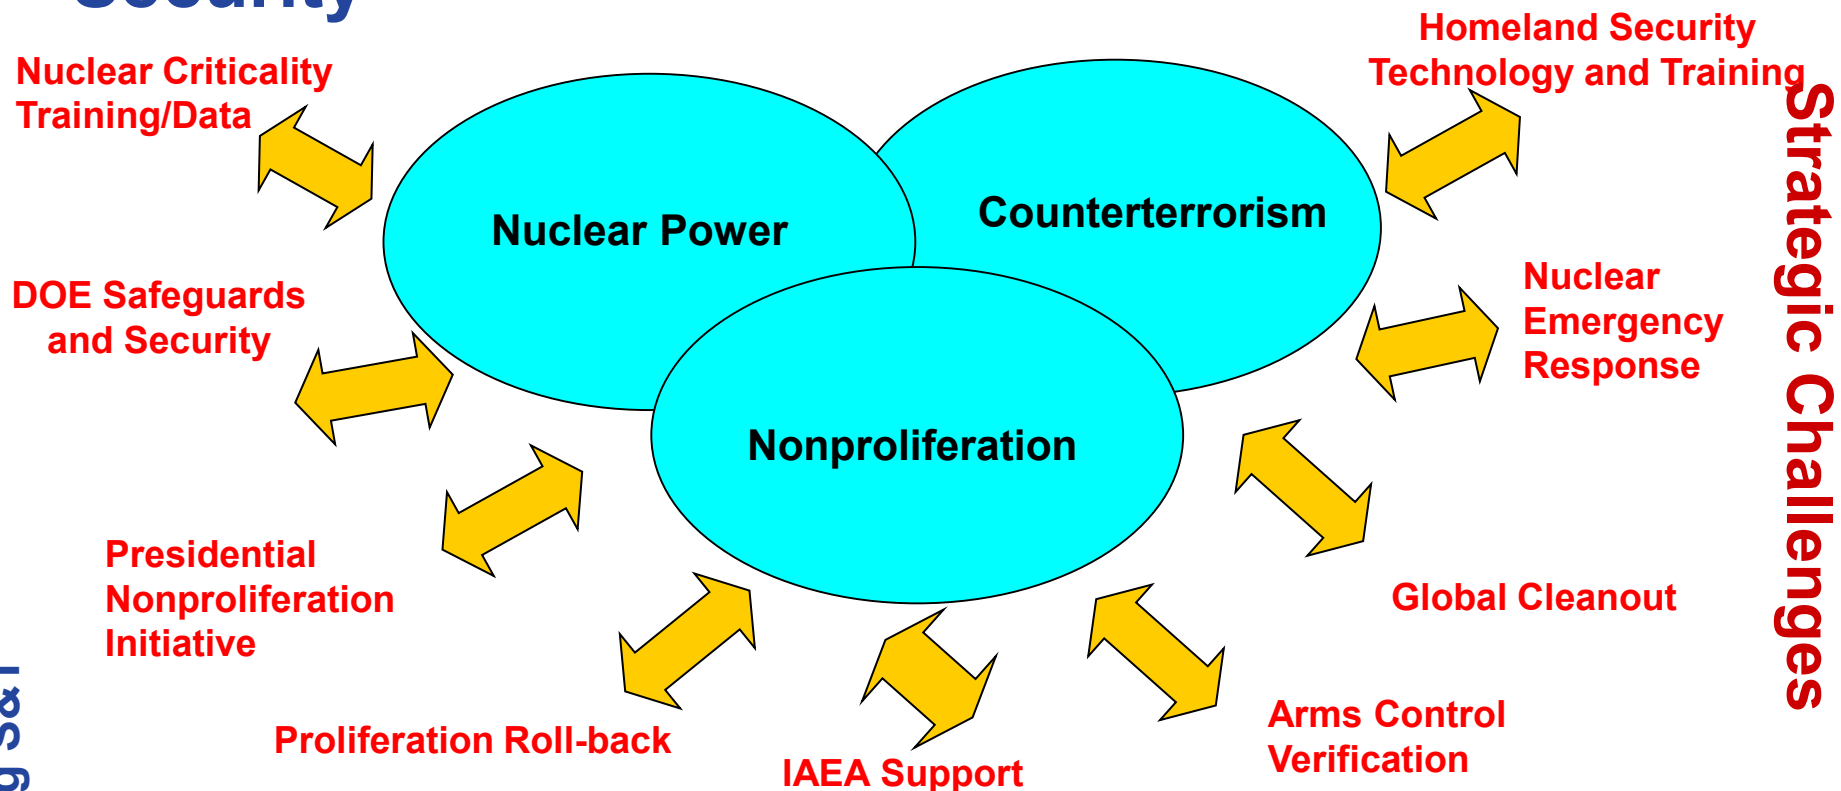 Security
Homeland Security
Technology and Training
Nuclear Criticality
Training/Data
Nuclear Power
Counterterrorism
DOE Safeguards
and Security
Nuclear
Emergency
Response
Nonproliferation
Presidential
Nonproliferation
Initiative
Global Cleanout
Proliferation Roll-back
IAEA Support
Arms Control
Verification
Strategic Challenges
g S&T